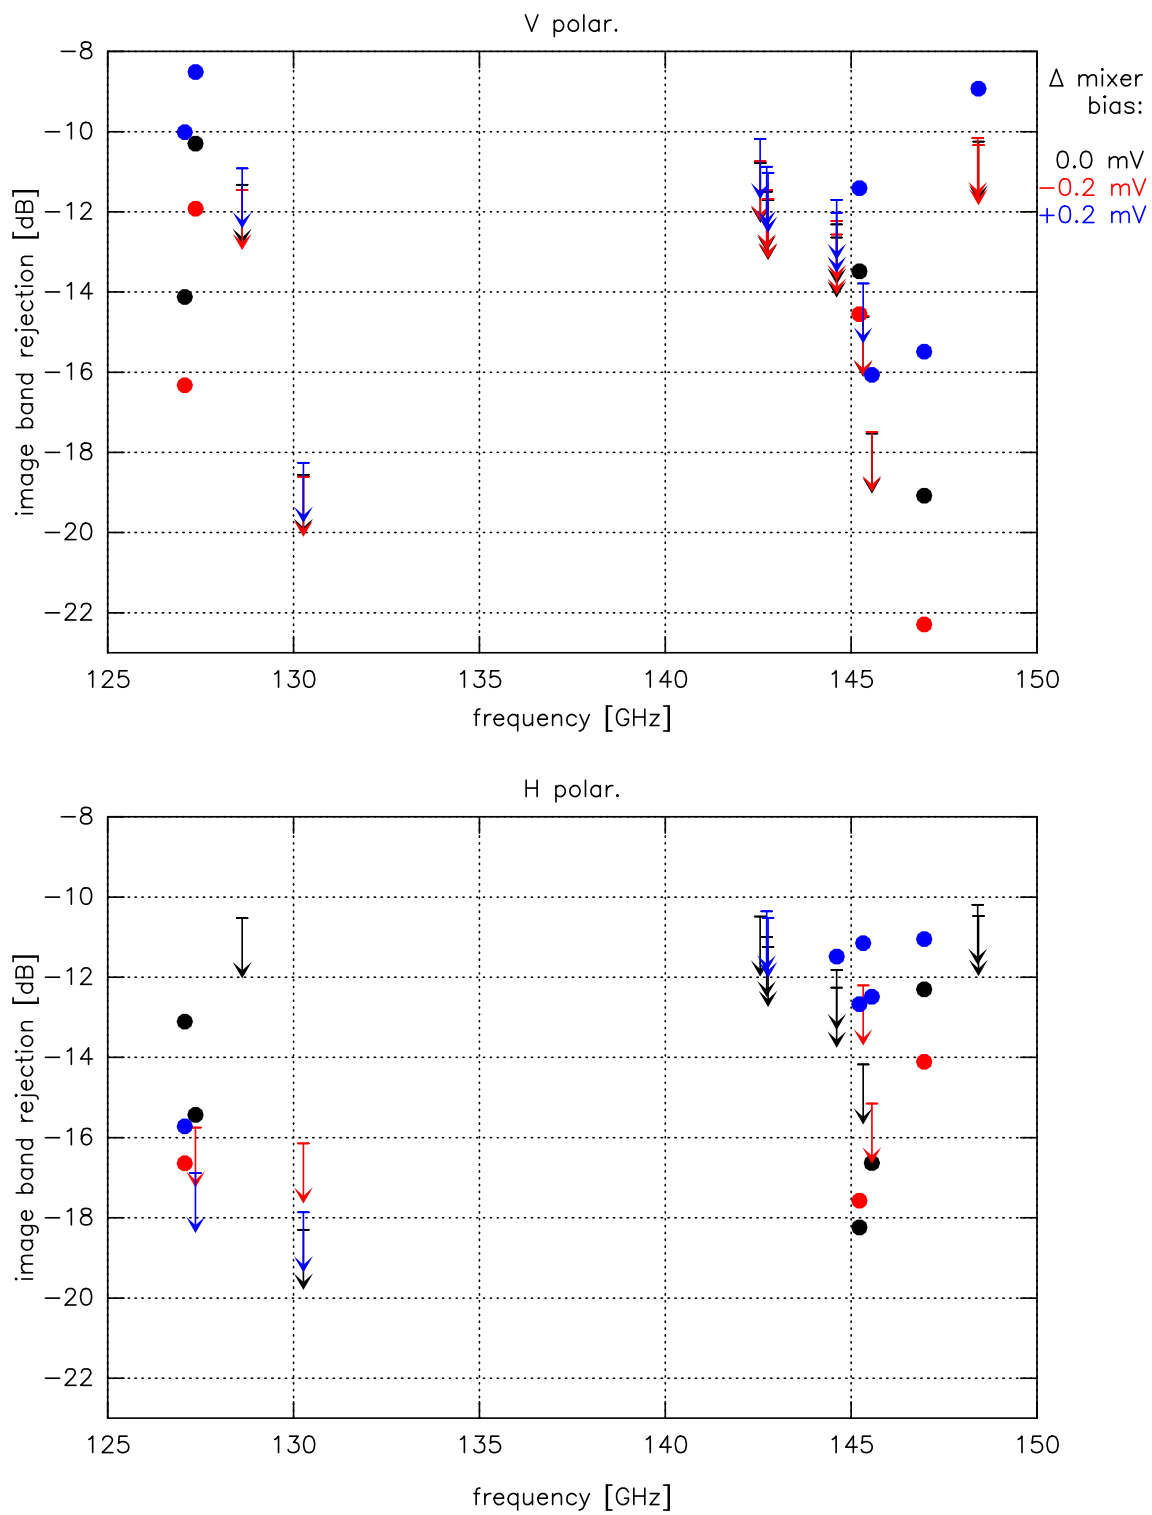 V polar.
−8
−10
−12
−14
−16
−18
−20
−22
image band rejection [dB]
125 130 135 140 145 150
frequency [GHz]
Δ mixer
bias:
0.0 mV
−0.2 mV
+0.2 mV
H polar.
−8
−10
−12
−14
−16
−18
−20
−22
image band rejection [dB]
125 130 135 140 145 150
frequency [GHz]